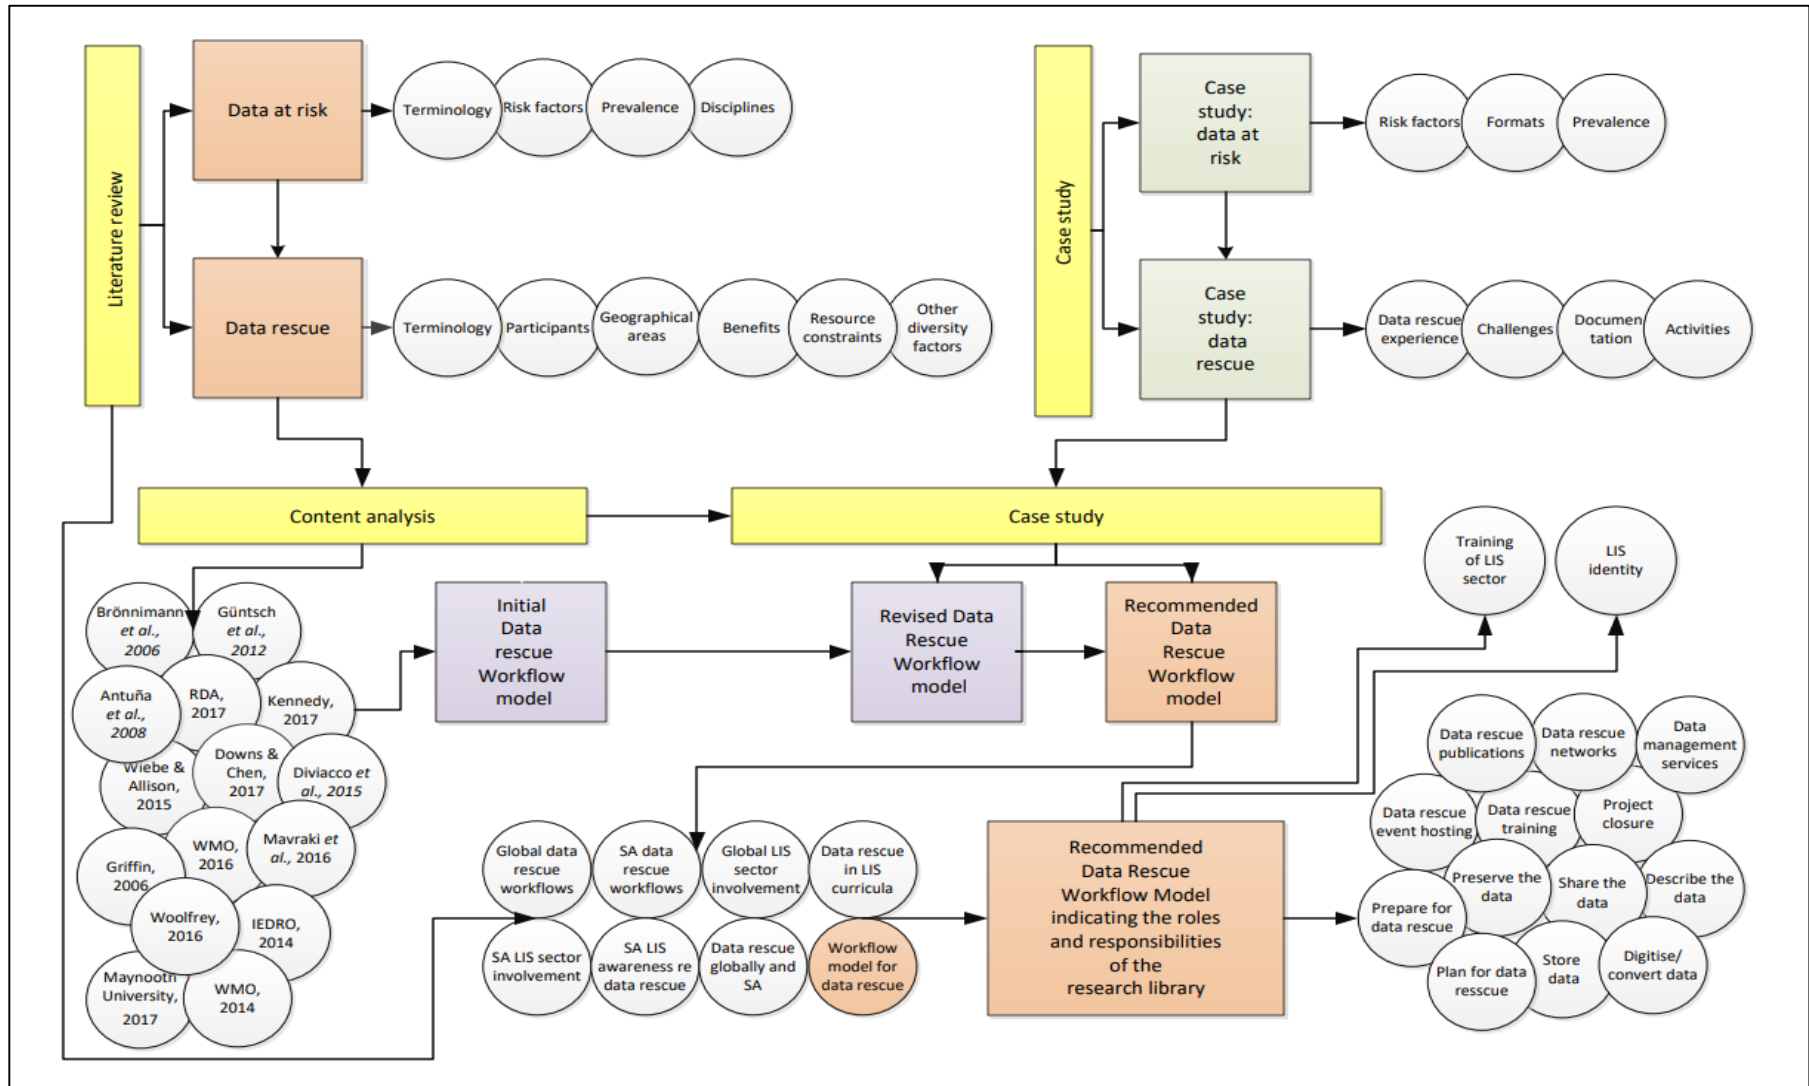 Literature review
Data at risk
Terminology
Risk factors
Prevalence
Disciplines
Data rescue
Terminology
Participants
Geographical
areas
Benefits
Resource
constraints
Other
diversity
factors
Case study
Case
study:
data at
risk
Risk factors
Formats
Prevalence
Case
study:
data
rescue
Data rescue
experience
Challenges
Documen
tation
Activities
Content analysis
Case study
Brönnimann
et al.,
2006
Güntsch
et al.,
2012
Antuña
et al.,
2008
RDA,
2017
Kennedy,
2017
Wiebe &
Allison,
2015
Downs &
Chen,
2017
Diviacco et
al., 2015
Griffin,
2006
WMO,
2016
Mavraki et
al., 2016
Woolfrey,
2016
IEDRO,
2014
Maynooth
University,
2017
WMO,
2014
Initial
Data
rescue
Workflow
model
Revised Data
Rescue
Workflow
model
Recommended
Data
Rescue
Workflow
model
Training
of LIS
sector
LIS
identity
Global data
rescue
workflows
SA data
rescue
workflows
Global LIS
sector
involvement
Data rescue
in LIS
curricula
SA LIS sector
involvement
SA LIS
awareness re
data rescue
Data rescue
globally and
SA
Workflow
model for
data rescue
Recommended
Data Rescue
Workflow Model
indicating the roles
and responsibilities
of the
research library
Data rescue
publications
Data rescue
networks
Data
management
services
Data rescue
event hosting
Data rescue
training
Project
closure
Preserve the
data
Share the
data
Describe the
data
Prepare for
data rescue
Plan for data
resscue
Store
data
Digitise/
convert data